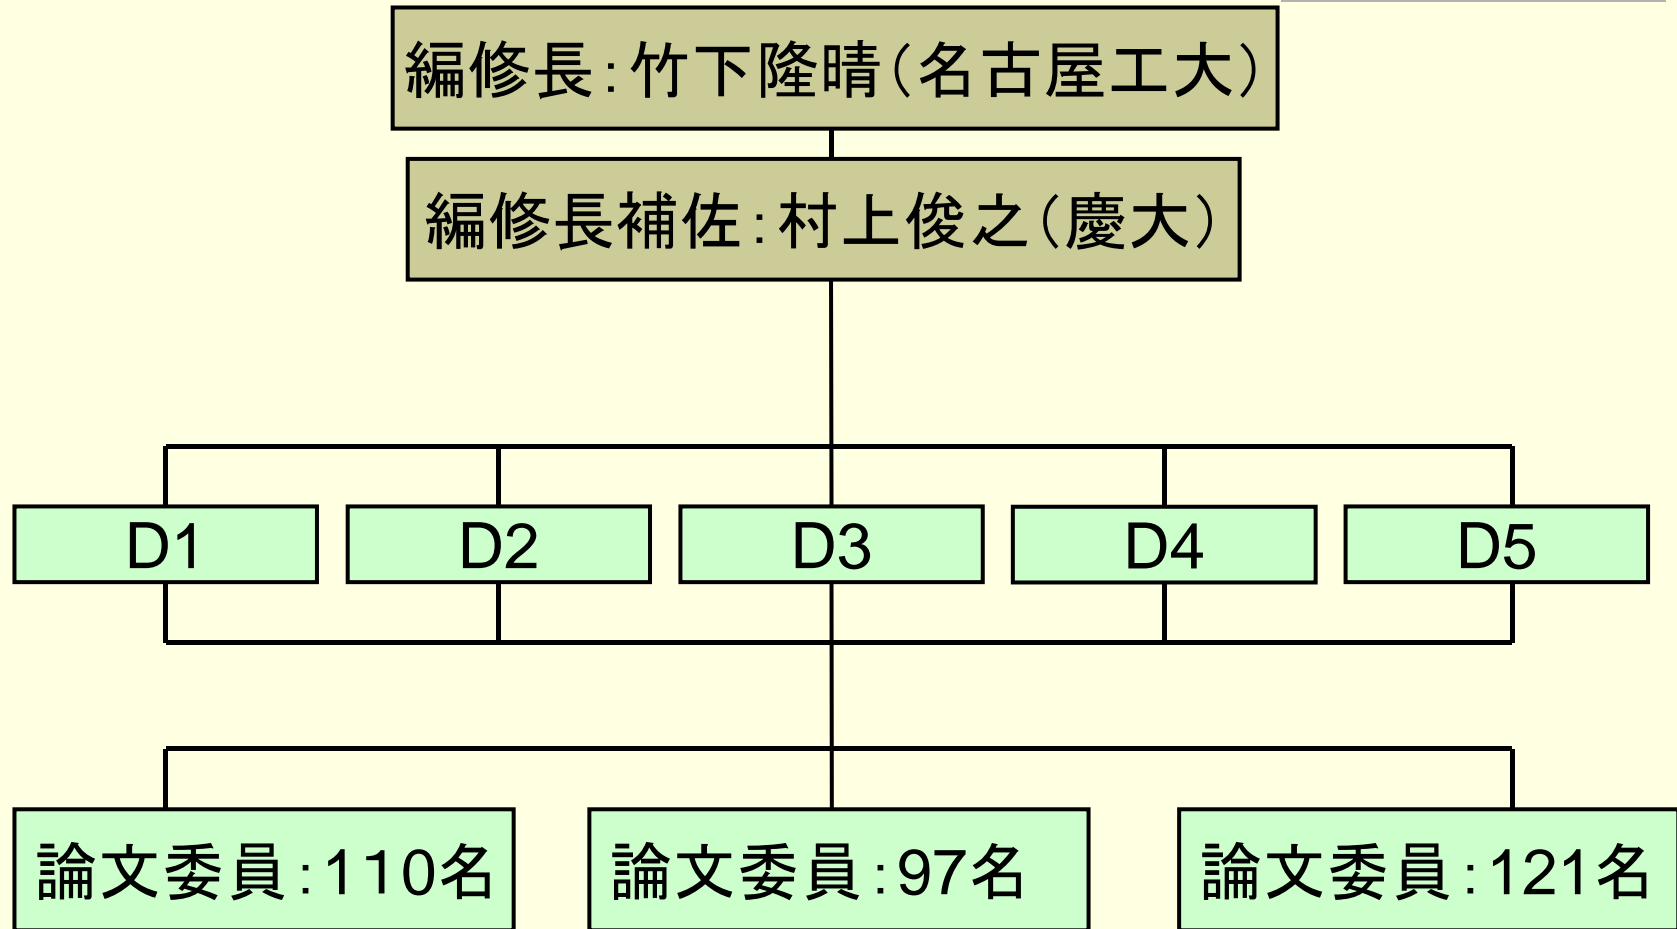 編修長:竹下隆晴(名古屋工大)
編修長補佐:村上俊之(慶大)
D1
D2
D3
D4
D5
論文委員:110名
論文委員:97名
論文委員:121名